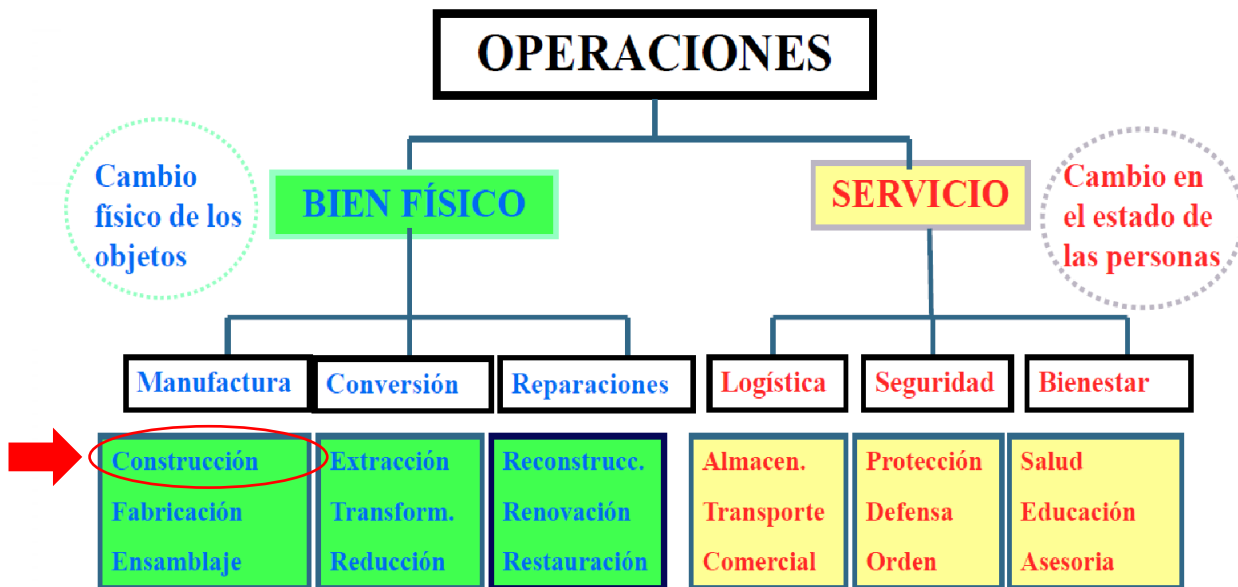 OPERACIONES
Cambio
físico de los
objetos
BIEN FÍSICO
SERVICIO
Cambio en
el estado de
las personas
Manufactura
Conversión
Reparaciones
Logística
Seguridad
Bienestar
Construcción
Fabricación
Ensamblaje
Extracción
Transform.
Reducción
Reconstrucc.
Renovación
Restauración
Almacen.
Transporte
Comercial
Protección
Defensa
Orden
Salud
Educación
Asesoria